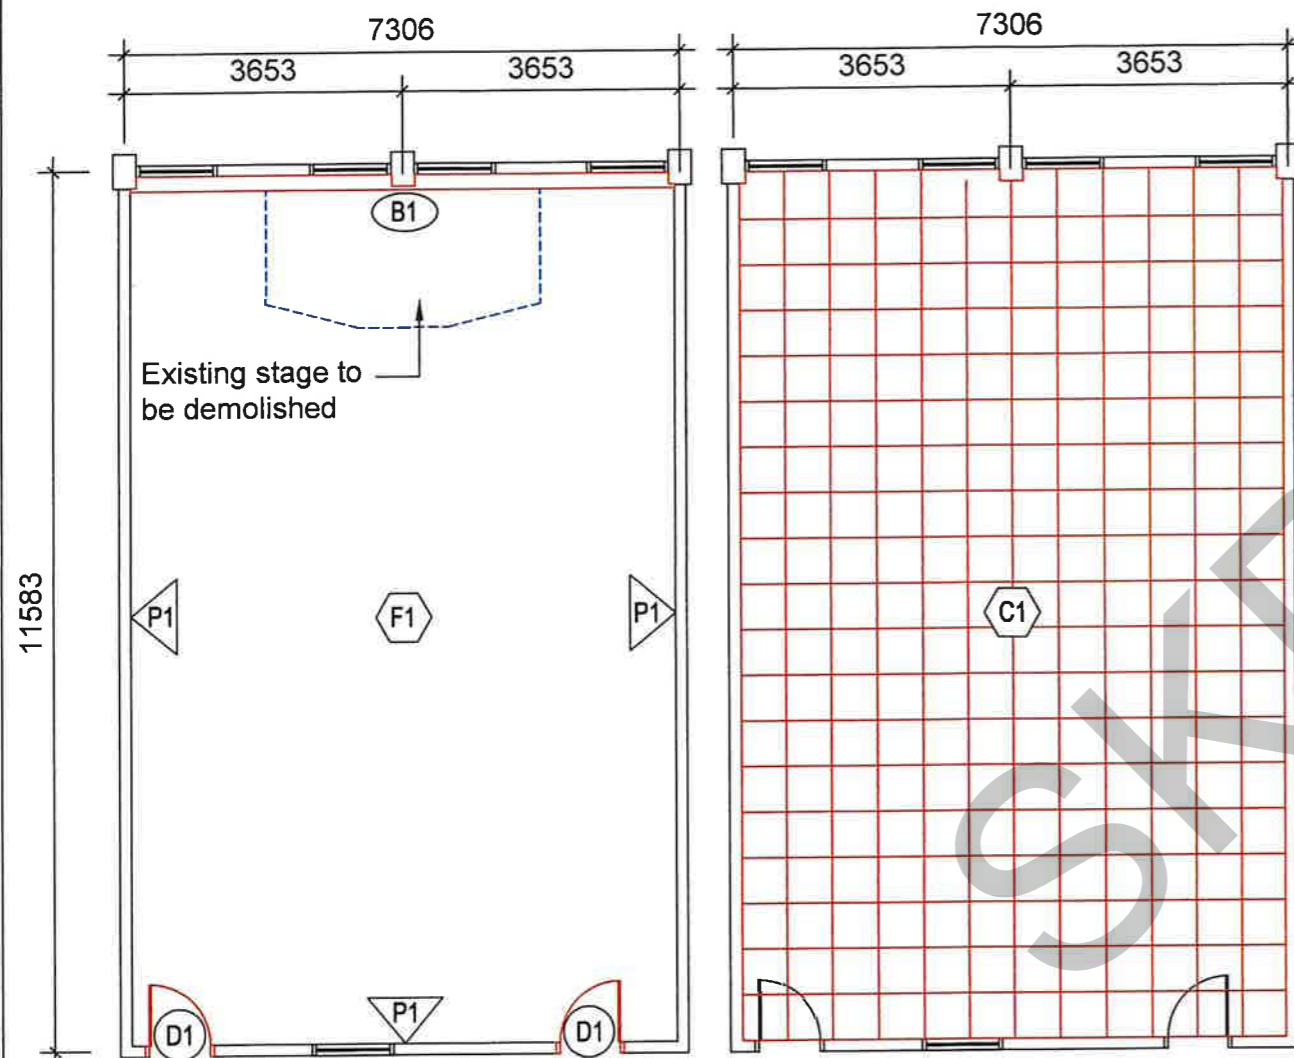 7306
3653 3653
7306
3653 3653
B1
Existing stage to
be demolished
11583
P1
F1
P1
C1
P1
D1
D1